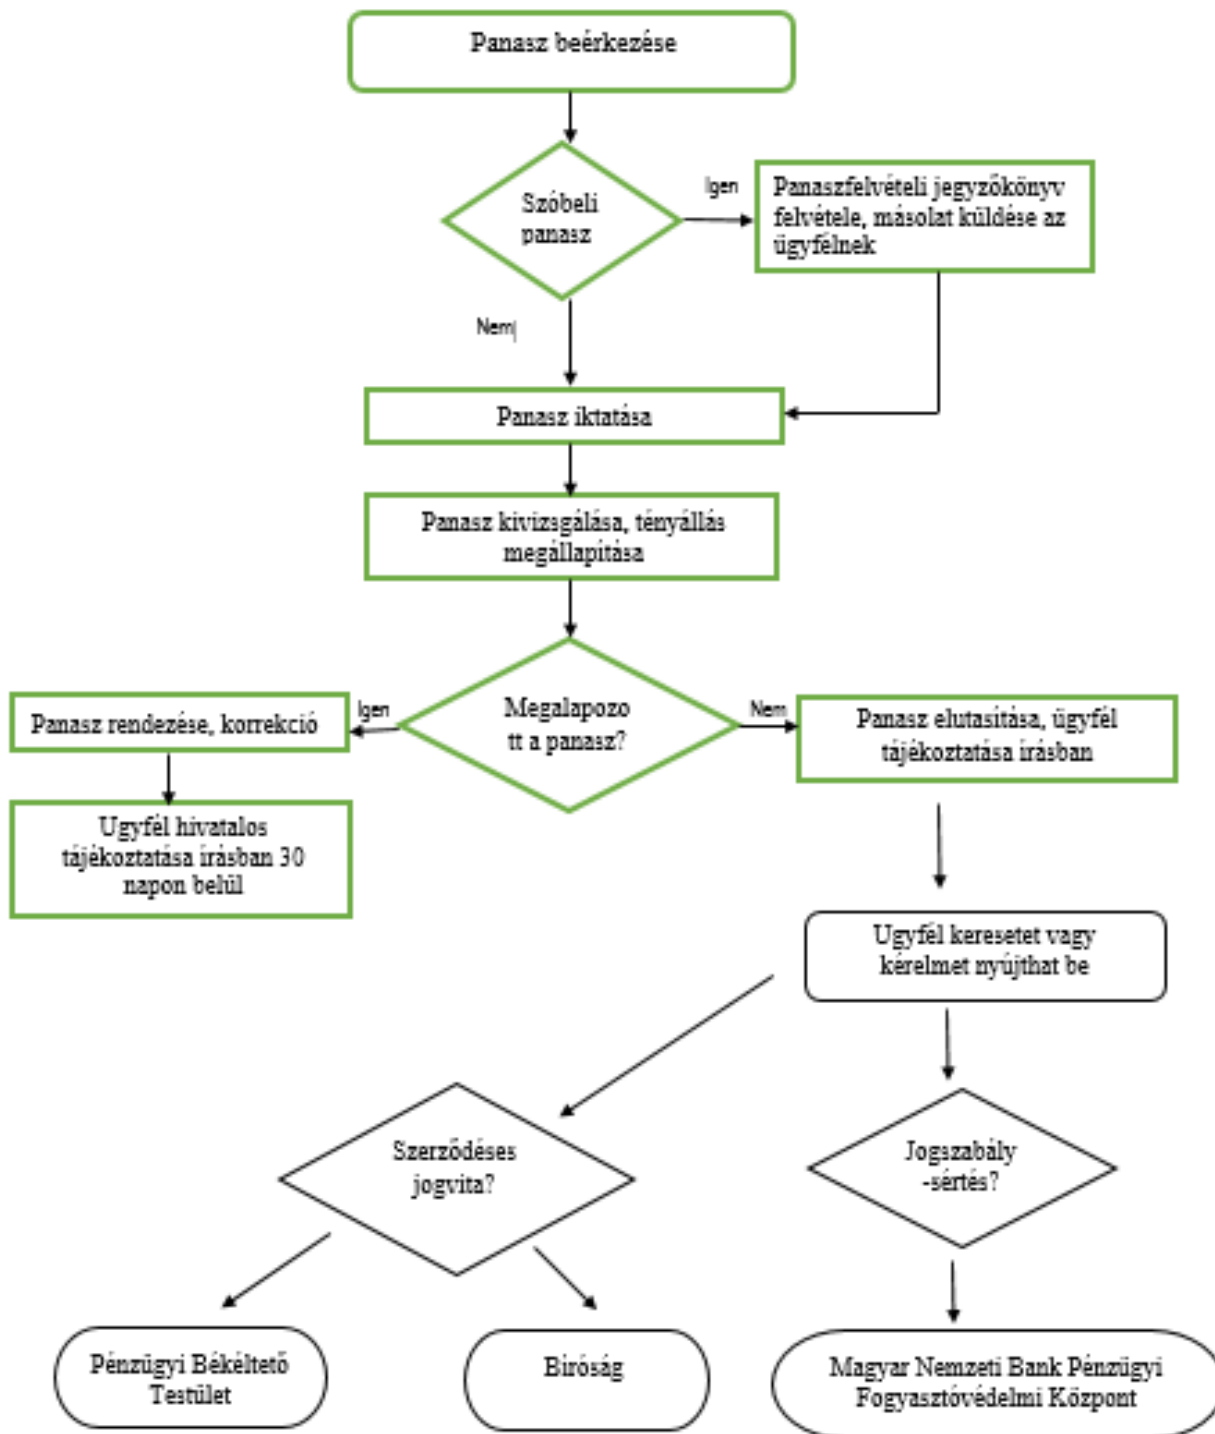 Panasz beérkezése
Szóbeli
panasz
Igen
Panaszfelvételi jegyzőkönyv
felvétele, másolat küldése az
ügyfélnek
Nem
Panasz iktatása
Panasz kivizsgálása, tényállás
megállapítása
Megalapozo
tt a panasz?
Igen
Panasz rendezése, korrekció
Ugyfél hivatalos
tájékoztatása írásban 30
napon belül
Nem
Panasz elutasítása, ügyfél
tájékoztatása írásban
Ugyfél keresetet vagy
kérelmet nyújthat be
Szerződéses
jogvita?
Jogszabály
-sértés?
Pénzügyi Békéltető
Testület
Bíróság
Magyar Nemzeti Bank Pénzügyi
Fogyasztóvédelmi Központ